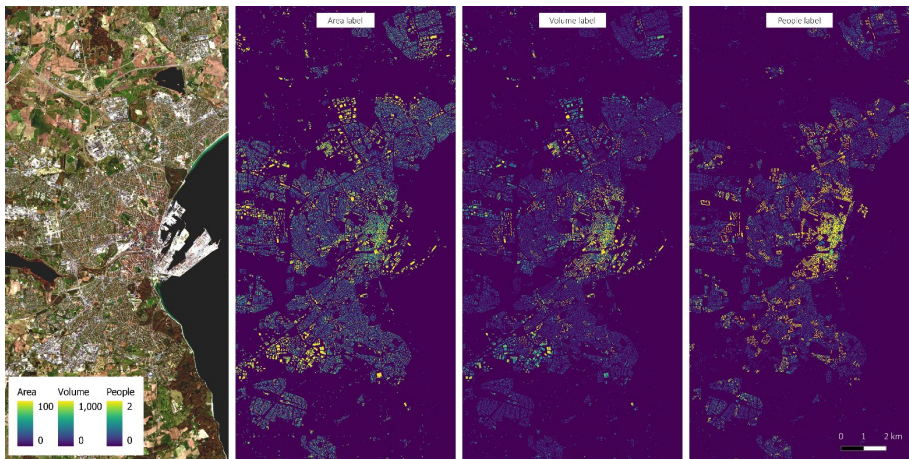 Area label
Volume label
People label
Area Volume People
100 1,000 2
0 0 0
0 1 2 km